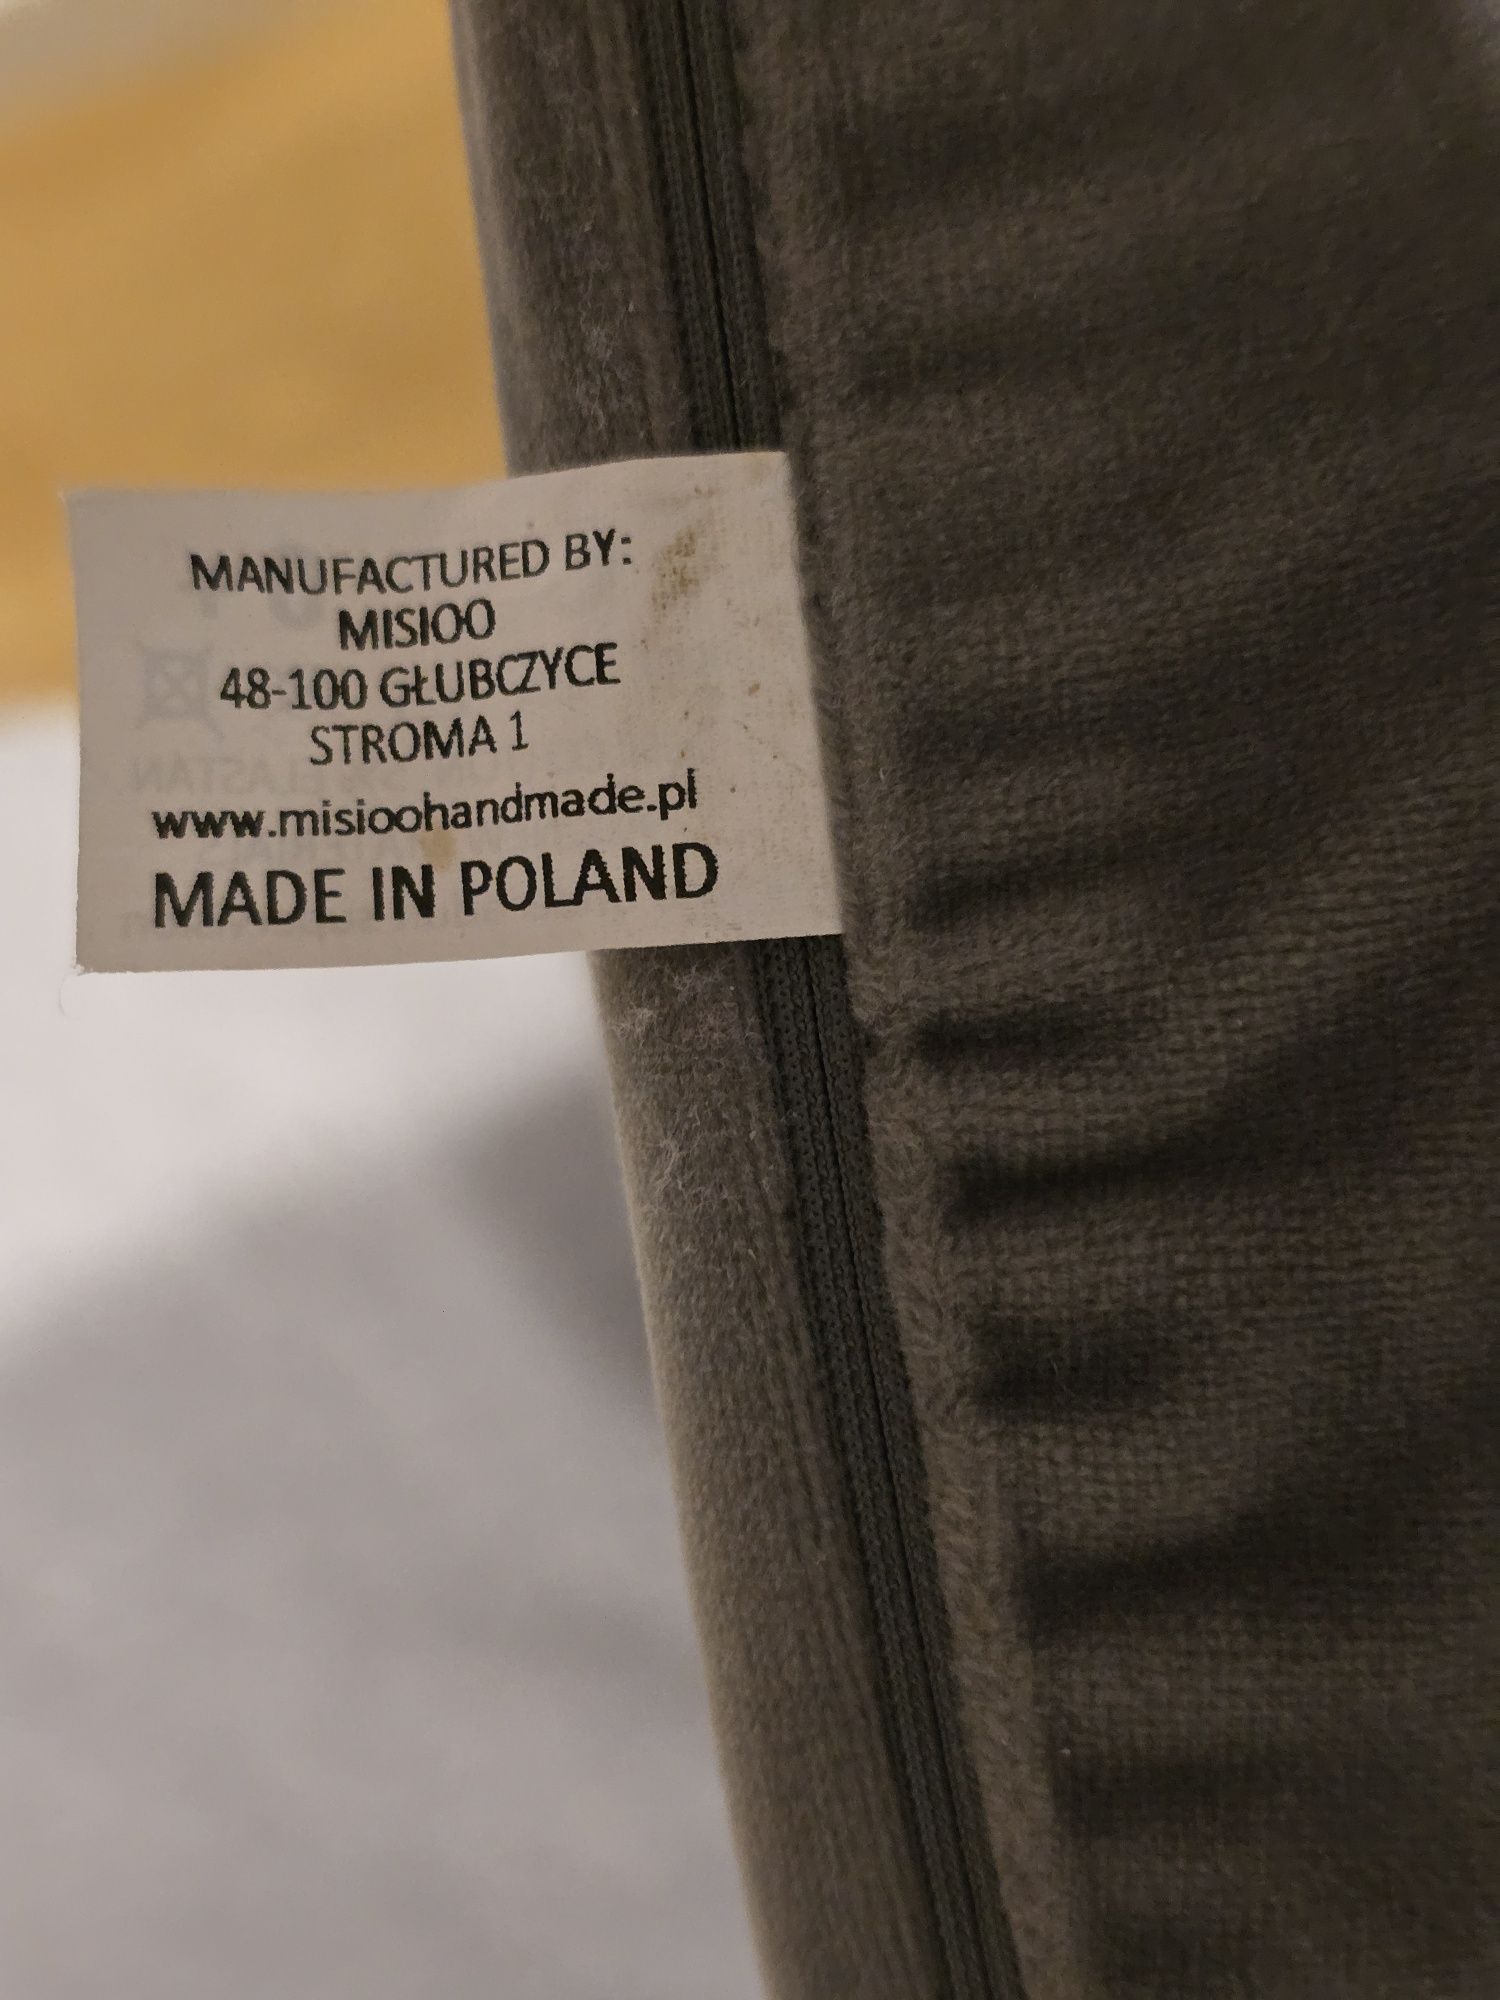 MANUFACTURED BY:
MISIOO
48-100 GŁUBCZYCE
STROMA 1
www.misioohandmade.pl
MADE IN POLAND